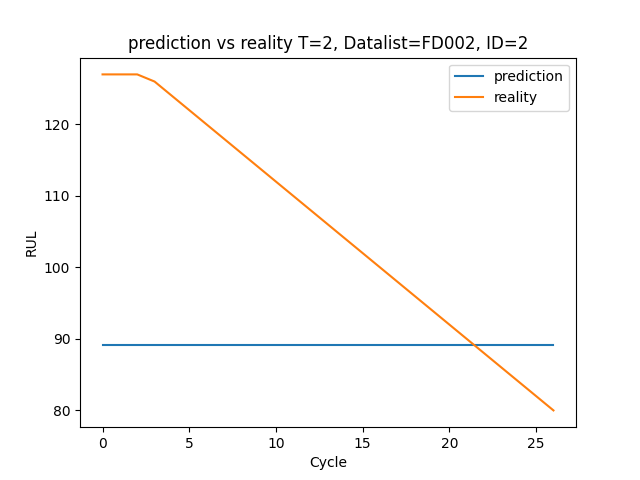 prediction vs reality T=2, Datalist=FD002, ID=2
prediction
reality
RUL
120
110
100
90
80
0 5 10 15 20 25
Cycle